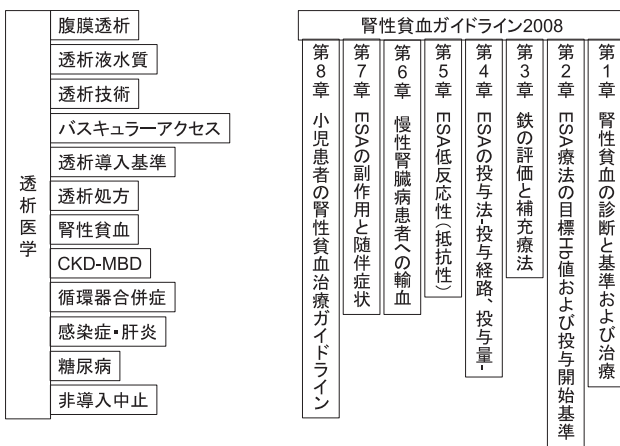 透析医学
腹膜透析
透析液水質
透析技術
バスキュラーアクセス
透析導入基準
透析処方
腎性貧血
CKD-MBD
循環器合併症
感染症・肝炎
糖尿病
非導入中止
腎性貧血ガイドライン2008
第1章 腎性貧血の診断と基準および治療
第2章 ESA療法の目標Hb値および投与開始基準
第3章 鉄の評価と補充療法
第4章 ESAの投与法-投与経路、投与量-
第5章 ESA低反応性(抵抗性)
第6章 慢性腎臓病患者への輸血
第7章 ESAの副作用と随伴症状
第8章 小児患者の腎性貧血治療ガイドライン